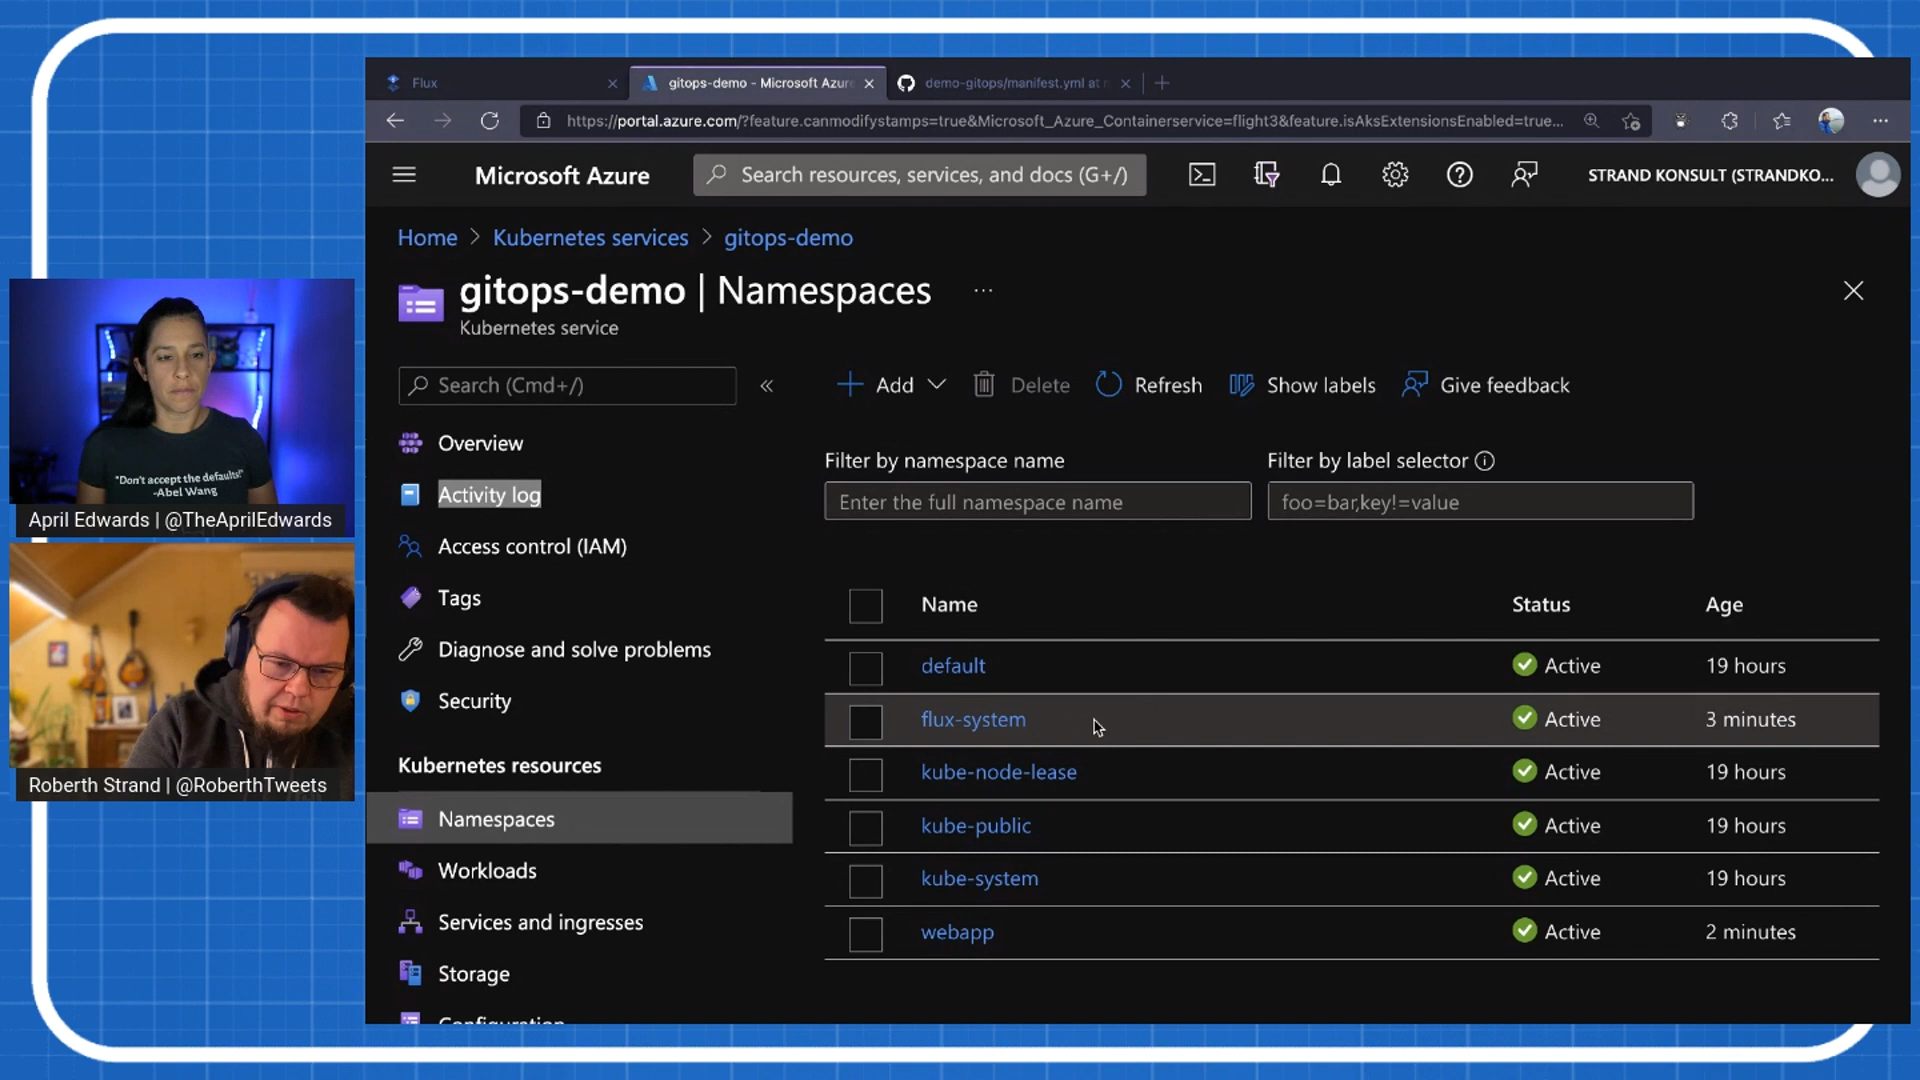 Flux
gitops-demo - Microsoft Azure
demo-gitops/manifest.yml at
https://portal.azure.com/?feature.canmodifystamps=true&Microsoft_Azure_Containerservice=flight3&feature.isAksExtensionsEnabled=true...
Microsoft Azure
Search resources, services, and docs (G+/)
STRAND KONSULT (STRANDKO...
Home > Kubernetes services > gitops-demo
gitops-demo | Namespaces ...
Kubernetes service
Search (Cmd+/)
«
Add
Delete
Refresh
Show labels
Give feedback
Overview
Activity log
Access control (IAM)
Tags
Diagnose and solve problems
Security
Kubernetes resources
Namespaces
Workloads
Services and ingresses
Storage
Configuration
Filter by namespace name
Enter the full namespace name
Filter by label selector
foo=bar,key!=value
Name Status Age
default Active 19 hours
flux-system Active 3 minutes
kube-node-lease Active 19 hours
kube-public Active 19 hours
kube-system Active 19 hours
webapp Active 2 minutes
"Don't accept the defaults!"
-Abel Wang
April Edwards | @TheAprilEdwards
Roberth Strand | @RoberthTweets